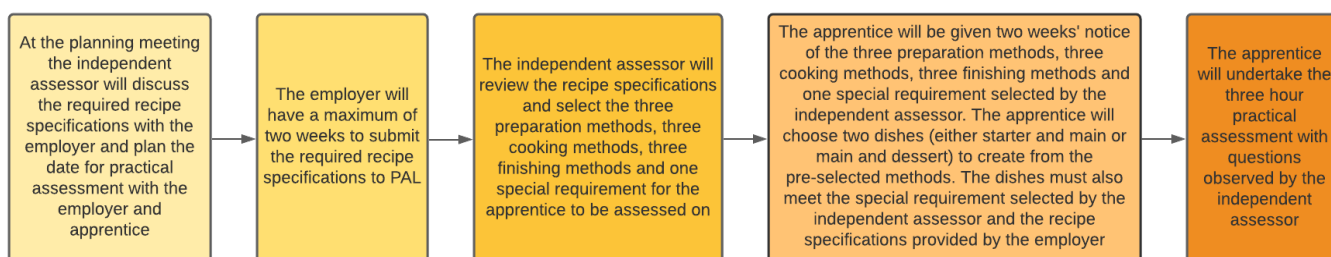 At the planning meeting
the independent
assessor will discuss
the required recipe
specifications with the
employer and plan the
date for practical
assessment with the
employer and
apprentice
The employer will
have a maximum of
two weeks to submit
the required recipe
specifications to PAL
The independent assessor will
review the recipe specifications
and select the three
preparation methods, three
cooking methods, three
finishing methods and one
special requirement for the
apprentice to be assessed on
The apprentice will be given two weeks' notice
of the three preparation methods, three
cooking methods, three finishing methods and
one special requirement selected by the
independent assessor. The apprentice will
choose two dishes (either starter and main or
main and dessert) to create from the
pre-selected methods. The dishes must also
meet the special requirement selected by the
independent assessor and the recipe
specifications provided by the employer
The apprentice
will undertake the
three hour
practical
assessment with
questions
observed by the
independent
assessor